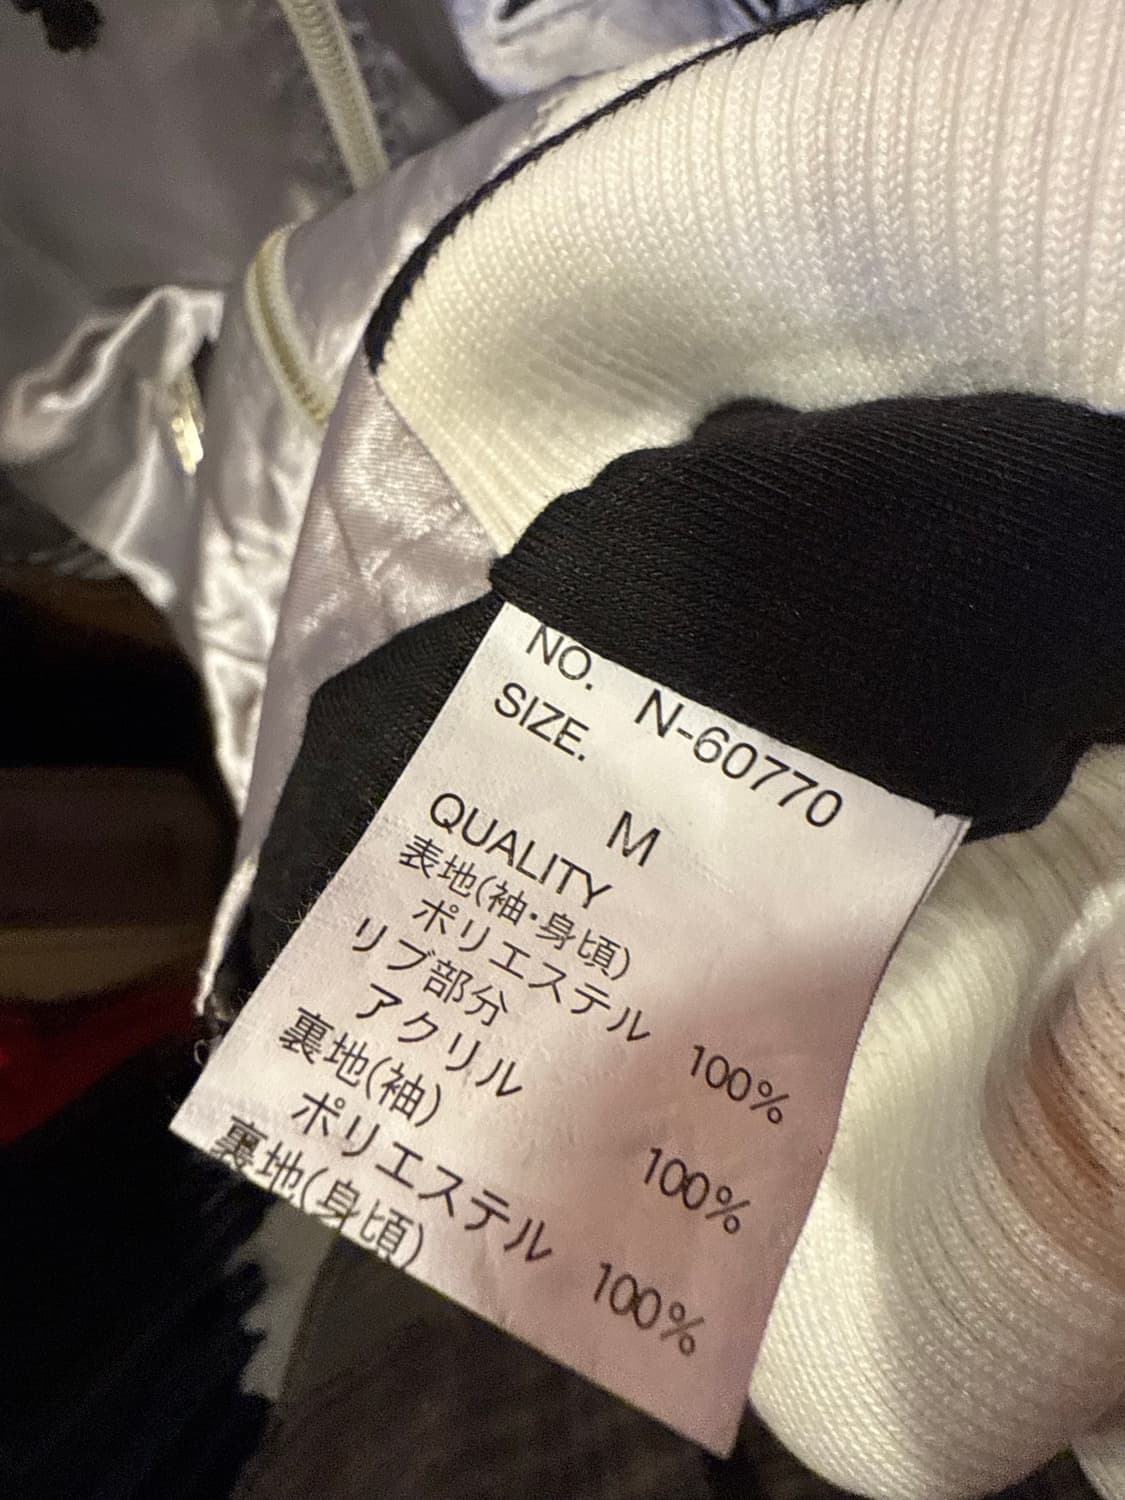 NO. N-60770
SIZE.
M
QUALITY
表地(袖・身頃)
ポリエステル 100%
リブ部分
アクリル 100%
裏地(袖)
ポリエステル 100%
裏地(身頃)